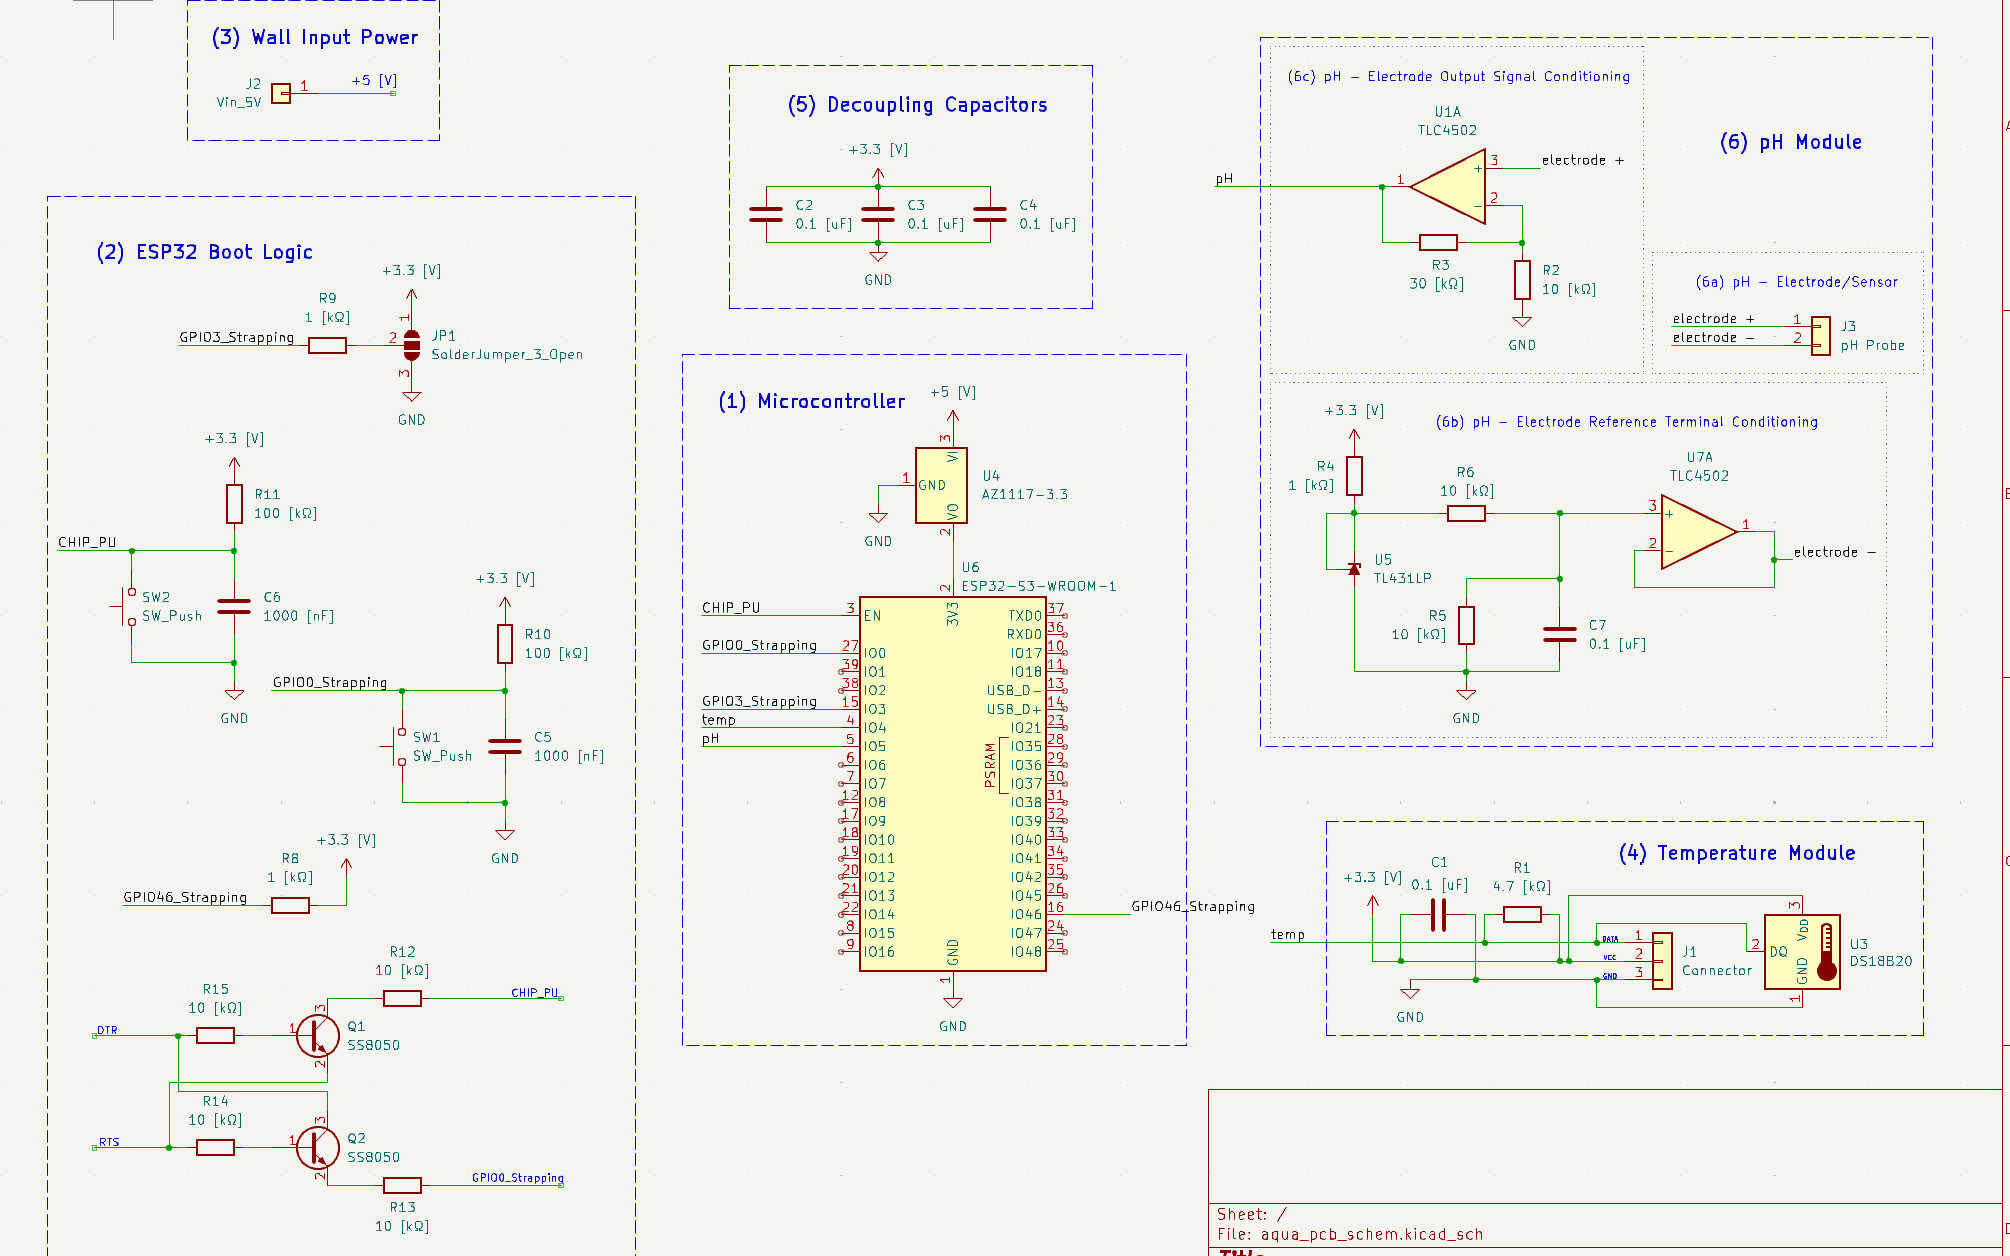 (3) Wall Input Power
J2
Vin_5V
1
+5 [V]
(2) ESP32 Boot Logic
+3.3 [V]
R9
1 [kΩ]
GPIO3_Strapping
1
2
3
JP1
SolderJumper_3_Open
GND
+3.3 [V]
R11
100 [kΩ]
CHIP_PU
SW2
SW_Push
C6
1000 [nF]
GND
+3.3 [V]
R10
100 [kΩ]
GPIO0_Strapping
SW1
SW_Push
C5
1000 [nF]
GND
+3.3 [V]
R8
1 [kΩ]
GPIO46_Strapping
R12
10 [kΩ]
CHIP_PU
R15
10 [kΩ]
DTR
1
3
2
Q1
SS8050
R14
10 [kΩ]
RTS
1
3
2
Q2
SS8050
GPIO0_Strapping
R13
10 [kΩ]
(5) Decoupling Capacitors
+3.3 [V]
C2
0.1 [uF]
C3
0.1 [uF]
C4
0.1 [uF]
GND
(1) Microcontroller
+5 [V]
3
VI
1
GND
VO
2
U4
AZ1117-3.3
GND
U6
ESP32-S3-WROOM-1
2
3V3
CHIP_PU
3 EN
GPIO0_Strapping
27 IO0
39 IO1
38 IO2
GPIO3_Strapping
15 IO3
temp
4 IO4
pH
5 IO5
6 IO6
7 IO7
12 IO8
17 IO9
18 IO10
19 IO11
20 IO12
21 IO13
22 IO14
8 IO15
9 IO16
TXD0 37
RXD0 36
IO17 10
IO18 11
USB_D- 13
USB_D+ 14
IO21 23
IO35 28
IO36 29
IO37 30
IO38 31
IO39 32
IO40 33
IO41 34
IO42 35
IO45 26
IO46 16
IO47 24
IO48 25
PSRAM
GPIO46_Strapping
GND
1
GND
(6c) pH - Electrode Output Signal Conditioning
U1A
TLC4502
(6) pH Module
pH
1
3
+
electrode +
2
-
R3
30 [kΩ]
R2
10 [kΩ]
GND
(6a) pH - Electrode/Sensor
electrode +
1
electrode -
2
J3
pH Probe
+3.3 [V]
(6b) pH - Electrode Reference Terminal Conditioning
R4
1 [kΩ]
R6
10 [kΩ]
U7A
TLC4502
3
+
2
-
1
electrode -
U5
TL431LP
R5
10 [kΩ]
C7
0.1 [uF]
GND
(4) Temperature Module
+3.3 [V]
C1
0.1 [uF]
R1
4.7 [kΩ]
temp
DATA
1
VCC
2
GND
3
J1
Connector
3
VDD
2
DQ
GND
1
U3
DS18B20
GND
Sheet: /
File: aqua_pcb_schem.kicad_sch